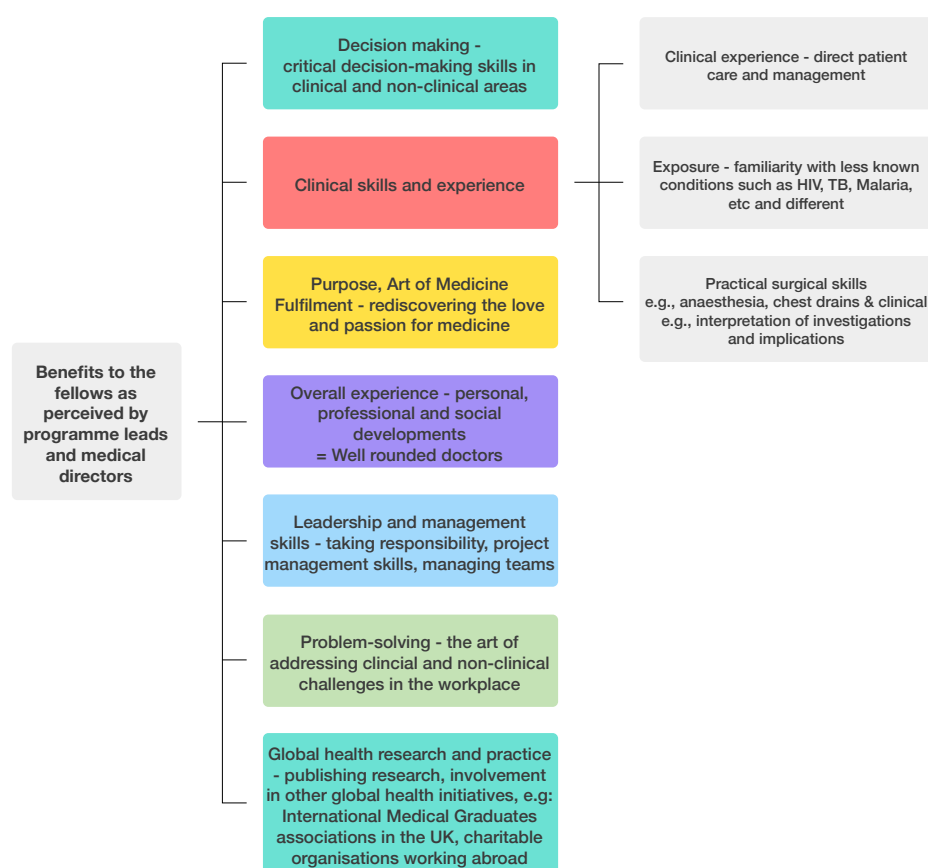 Benefits to the
fellows as
perceived by
programme leads
and medical
directors
Decision making -
critical decision-making skills in
clinical and non-clinical areas
Clinical skills and experience
Purpose, Art of Medicine
Fulfilment - rediscovering the love
and passion for medicine
Overall experience - personal,
professional and social
developments
= Well rounded doctors
Leadership and management
skills - taking responsibility, project
management skills, managing teams
Problem-solving - the art of
addressing clincial and non-clinical
challenges in the workplace
Global health research and practice
- publishing research, involvement
in other global health initiatives, e.g:
International Medical Graduates
associations in the UK, charitable
organisations working abroad
Clinical experience - direct patient
care and management
Exposure - familiarity with less known
conditions such as HIV, TB, Malaria,
etc and different
Practical surgical skills
e.g., anaesthesia, chest drains & clinical
e.g., interpretation of investigations
and implications